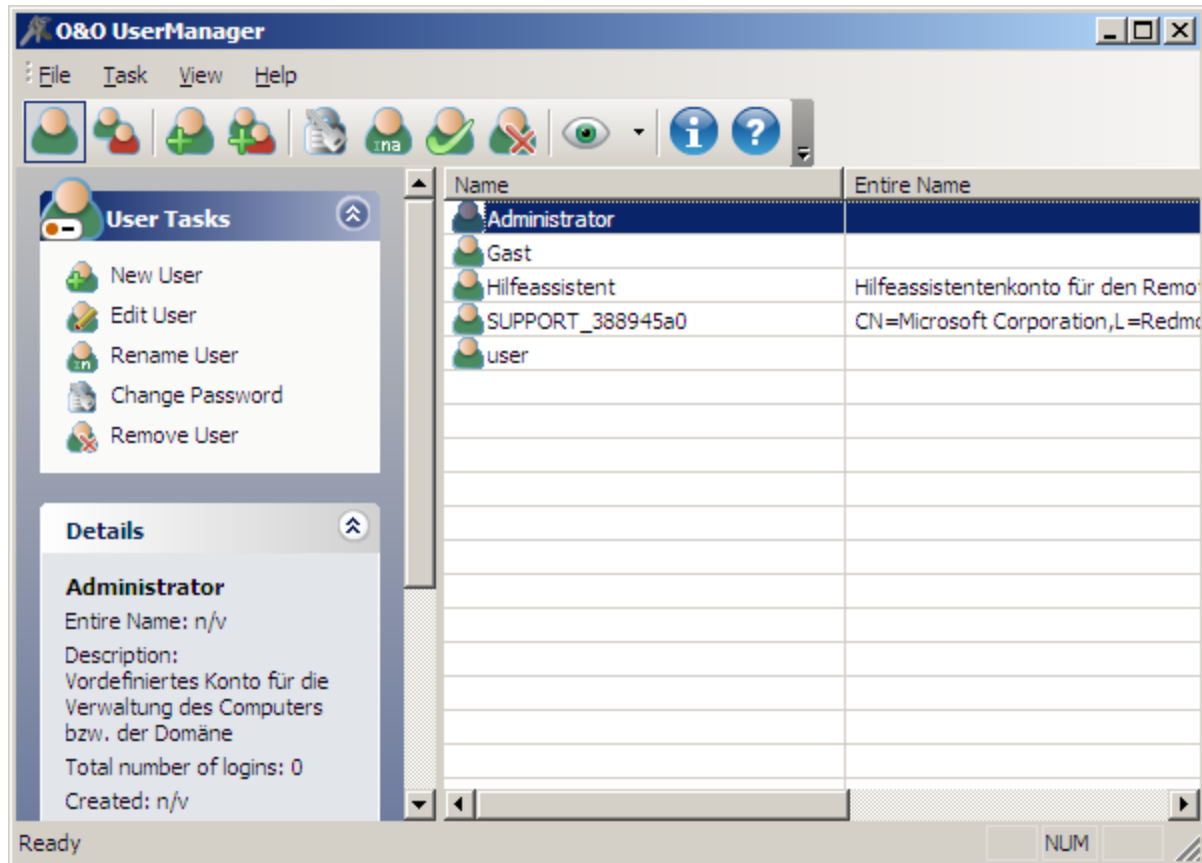 O&O UserManager
File Task View Help
Name Entire Name
User Tasks
New User
Edit User
Rename User
Change Password
Remove User
Details
Administrator
Entire Name: n/v
Description:
Vordefiniertes Konto für die
Verwaltung des Computers
bzw. der Domäne
Total number of logins: 0
Created: n/v
Administrator
Gast
Hilfeassistent Hilfeassistentenkonto für den
SUPPORT_388945a0 CN=Microsoft Corporation,L=
user
Ready NUM